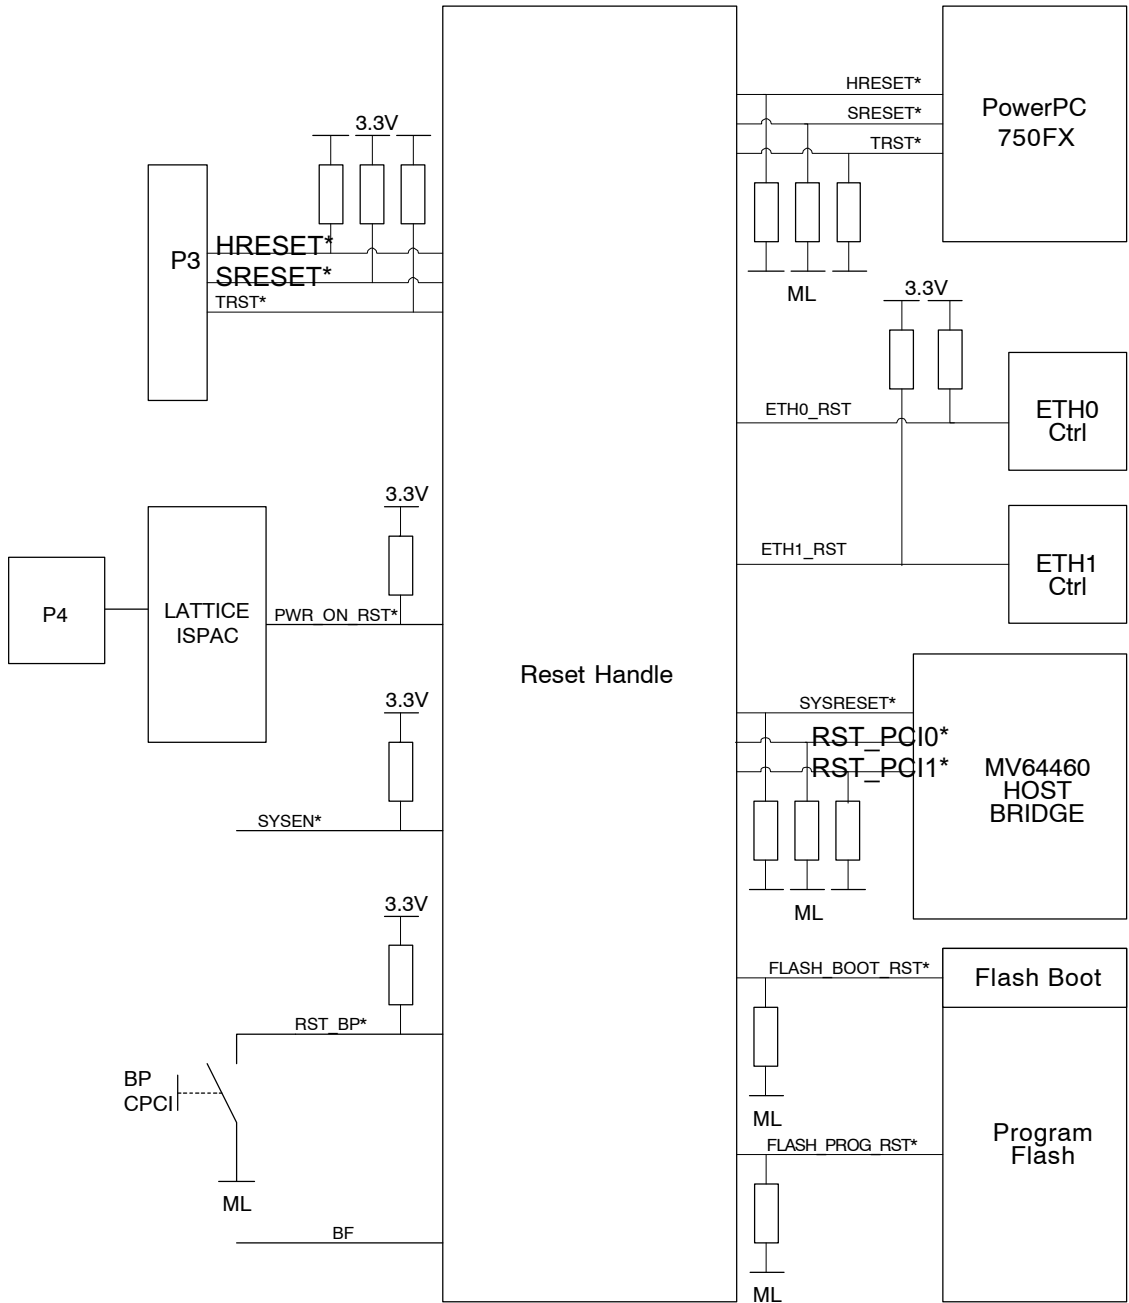 HRESET*
SRESET*
TRST*
PowerPC
750FX
ML
3.3V
P3
HRESET*
SRESET*
TRST*
3.3V
ETH0_RST
ETH0
Ctrl
ETH1_RST
ETH1
Ctrl
3.3V
P4
LATTICE
ISPAC
PWR_ON_RST*
Reset Handle
3.3V
SYSEN*
SYSRESET*
RST_PCI0*
RST_PCI1*
MV64460
HOST
BRIDGE
ML
3.3V
RST_BP*
BP
CPCI
ML
BF
FLASH_BOOT_RST*
Flash Boot
ML
FLASH_PROG_RST*
Program
Flash
ML